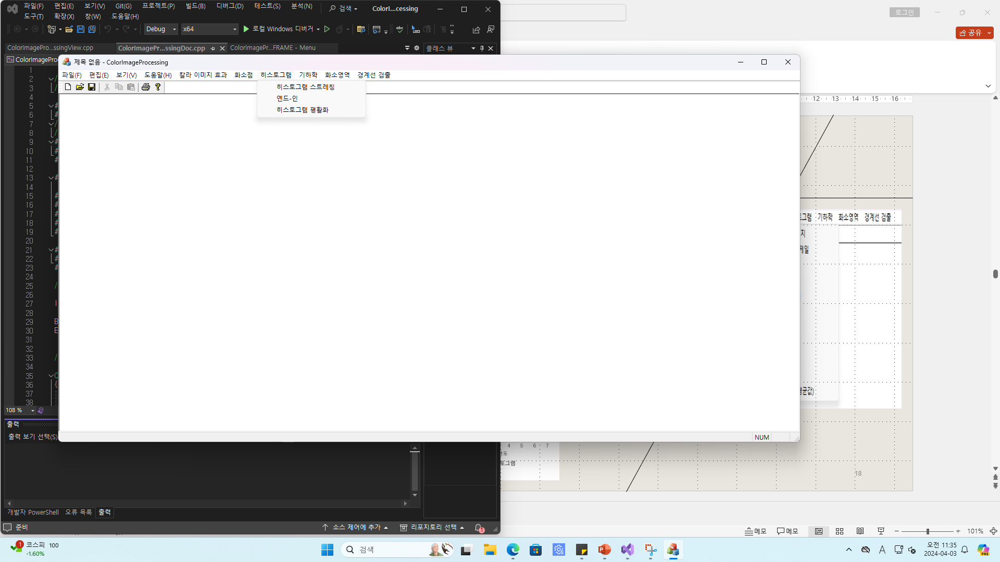 파일(F) 편집(E) 보기(V) Git(G) 프로젝트(P) 빌드(B) 디버그(D) 테스트(S) 분석(N) 검색 ColorI...cessing
도구(T) 확장(X) 창(W) 도움말(H)
로그인
Debug x64 로컬 Windows 디버거
공유
ColorImagePro...ssingView.cpp ColorImagePr...ssingDoc.cpp ColorImagePr...FRAME - Menu 클래스 뷰
ColorImagePro
제목 없음 - ColorImageProcessing
파일(F) 편집(E) 보기(V) 도움말(H) 칼라 이미지 효과 화소점 히스토그램 기하학 화소영역 경계선 검출
히스토그램 스트레칭
엔드-인
히스토그램 평활화
12 13 14 15 16
1
2 /
3 /
4
5 #
6 #
7 /
8 /
9 #
10 #
11 #
12
13 #
14
15 #
16 #
17 #
18 #
19 #
20
21 #
22 #
23 #
24
25 /
26
27 I
28
29 B
30 E
31
32
33 /
34
35 C
36 {
37
38
토그램 기하학 화소영역 경계선 검출
지
케일
평균값)
108 %
출력
출력 보기 선택(S)
NUM
4 5 6 7
도
토그램
18
개발자 PowerShell 오류 목록 출력
준비 소스 제어에 추가 리포지토리 선택 1
메모 메모 101%
1 코스피 100
-1.60%
검색
A
오전 11:35
2024-04-03
PRE